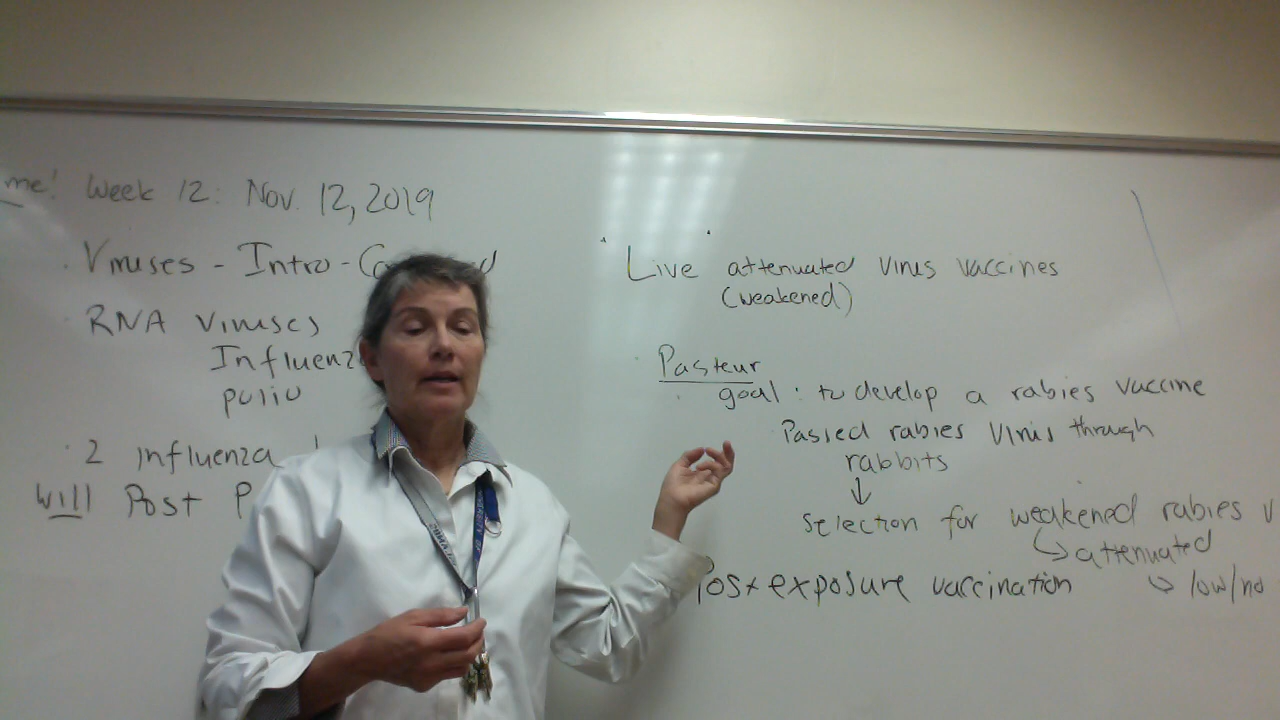 me! Week 12: Nov. 12, 2019
Viruses - Intro -
RNA Viruses
Influenz
polio
2 influenza
Will Post P
"Live attenuated virus vaccines
(weakened)
Pasteur
goal: to develop a rabies vaccine
Passed rabies virus through
rabbits
↓
selection for weakened rabies v
↳ attenuated
↳ low/no
Post exposure vaccination